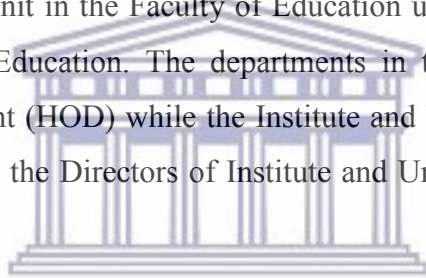 nit in the Faculty of Education u
Education. The departments in t
nt (HOD) while the Institute and
the Directors of Institute and Un